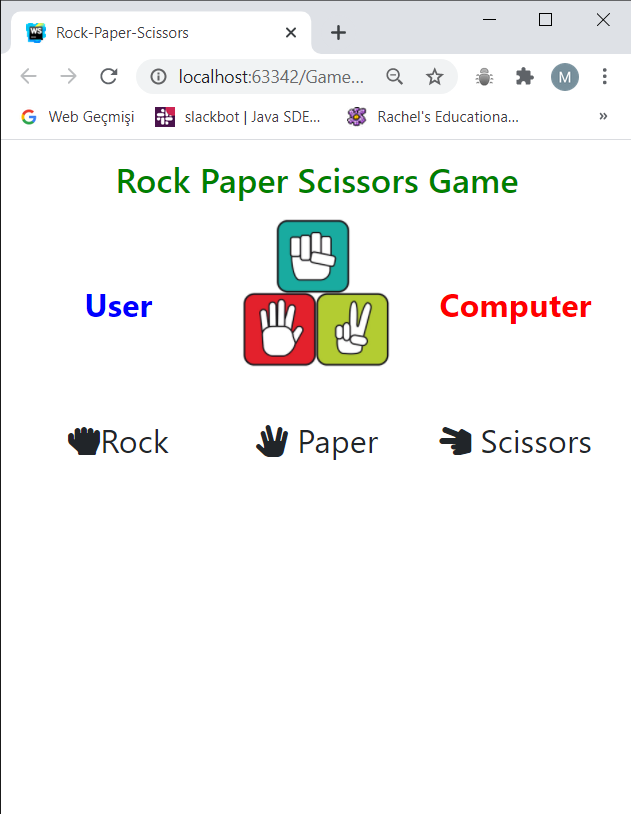 WS
Rock-Paper-Scissors
localhost:63342/Game...
M
Web Geçmişi
slackbot | Java SDE...
Rachel's Educationa...
»
Rock Paper Scissors Game
User
Computer
Rock
Paper
Scissors